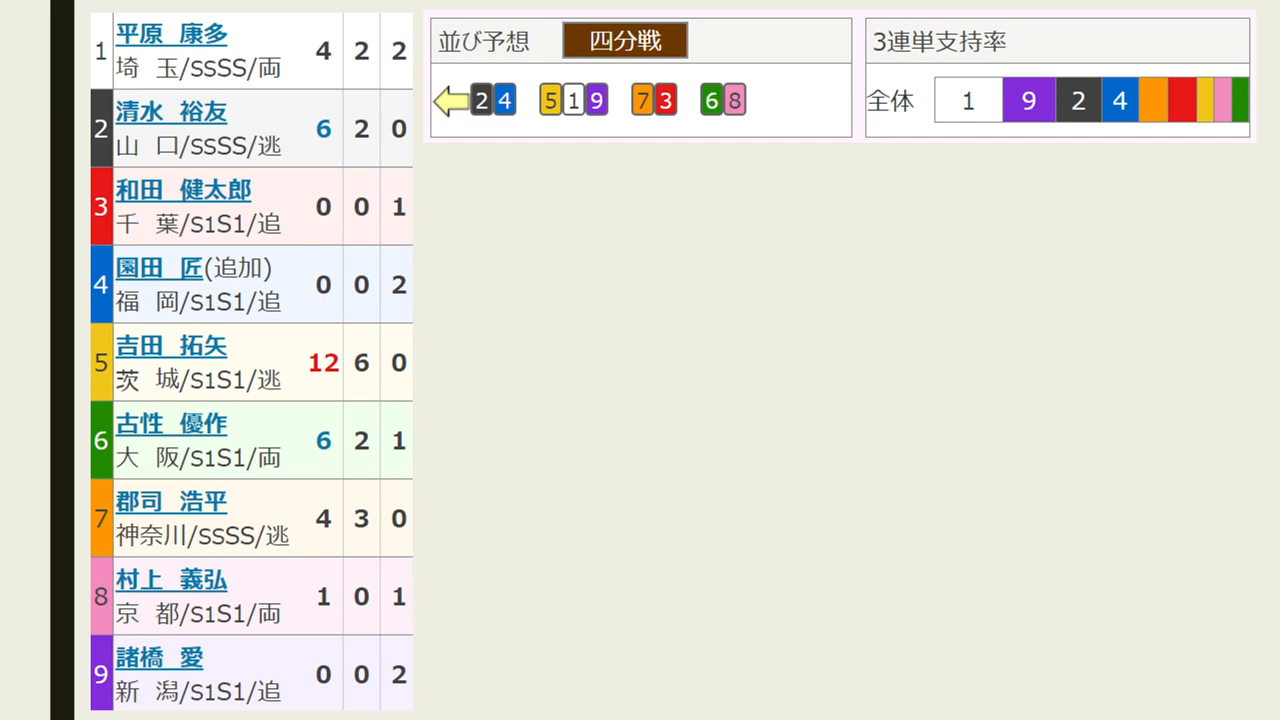 1 平原 康多 4 2 2
埼 玉/SSSS/両
2 清水 裕友 6 2 0
山 口/SSSS/逃
3 和田 健太郎 0 0 1
千 葉/S1S1/追
4 園田 匠(追加) 0 0 2
福 岡/S1S1/追
5 吉田 拓矢 12 6 0
茨 城/S1S1/逃
6 古性 優作 6 2 1
大 阪/S1S1/両
7 郡司 浩平 4 3 0
神奈川/SSSS/逃
8 村上 義弘 1 0 1
京 都/S1S1/両
9 諸橋 愛 0 0 2
新 潟/S1S1/追
並び予想 四分戦
2 4 5 1 9 7 3 6 8
3連単支持率
全体 1 9 2 4